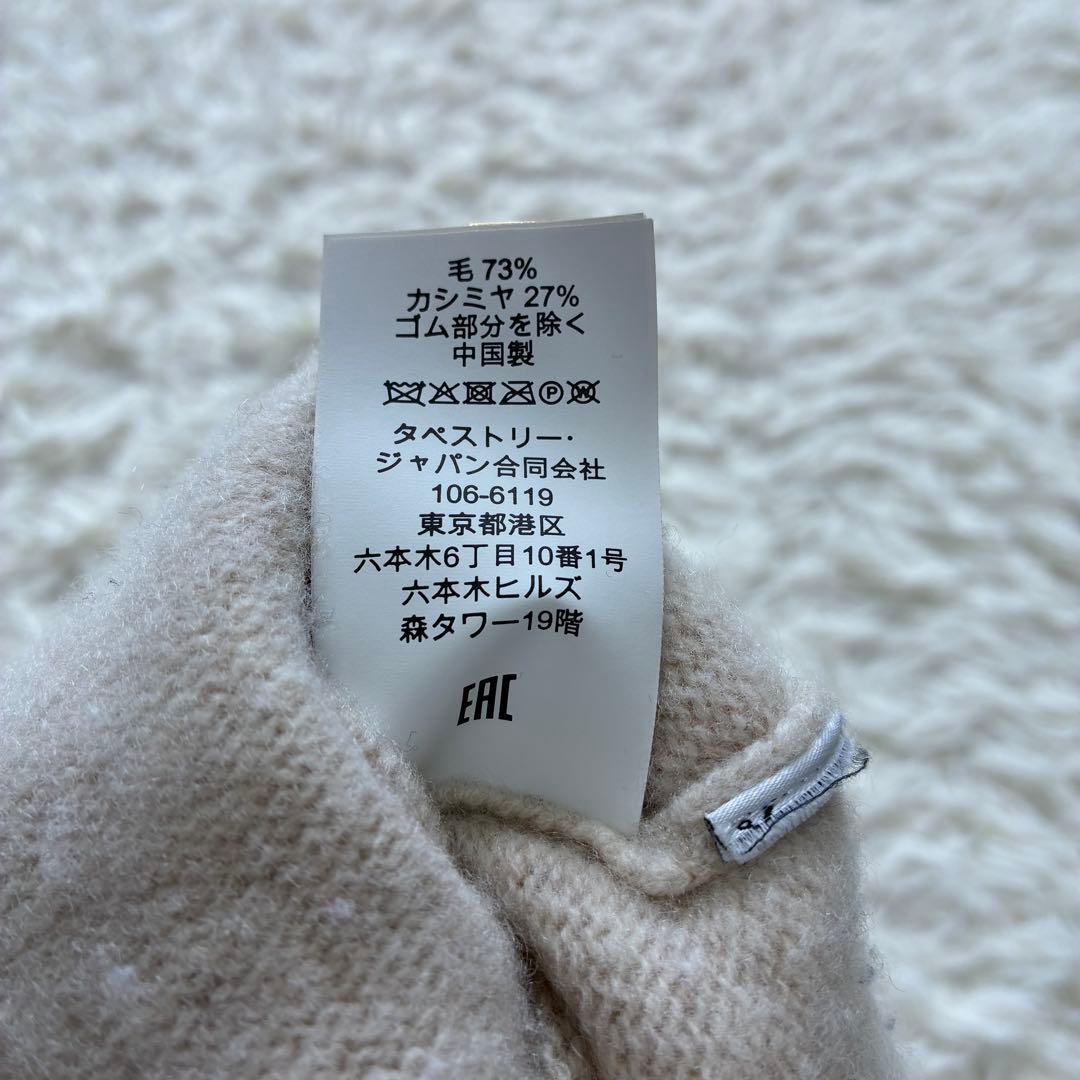 毛 73%
カシミヤ 27%
ゴム部分を除く
中国製
P W
タペストリー・
ジャパン合同会社
106-6119
東京都港区
六本木6丁目10番1号
六本木ヒルズ
森タワー19階
EAC